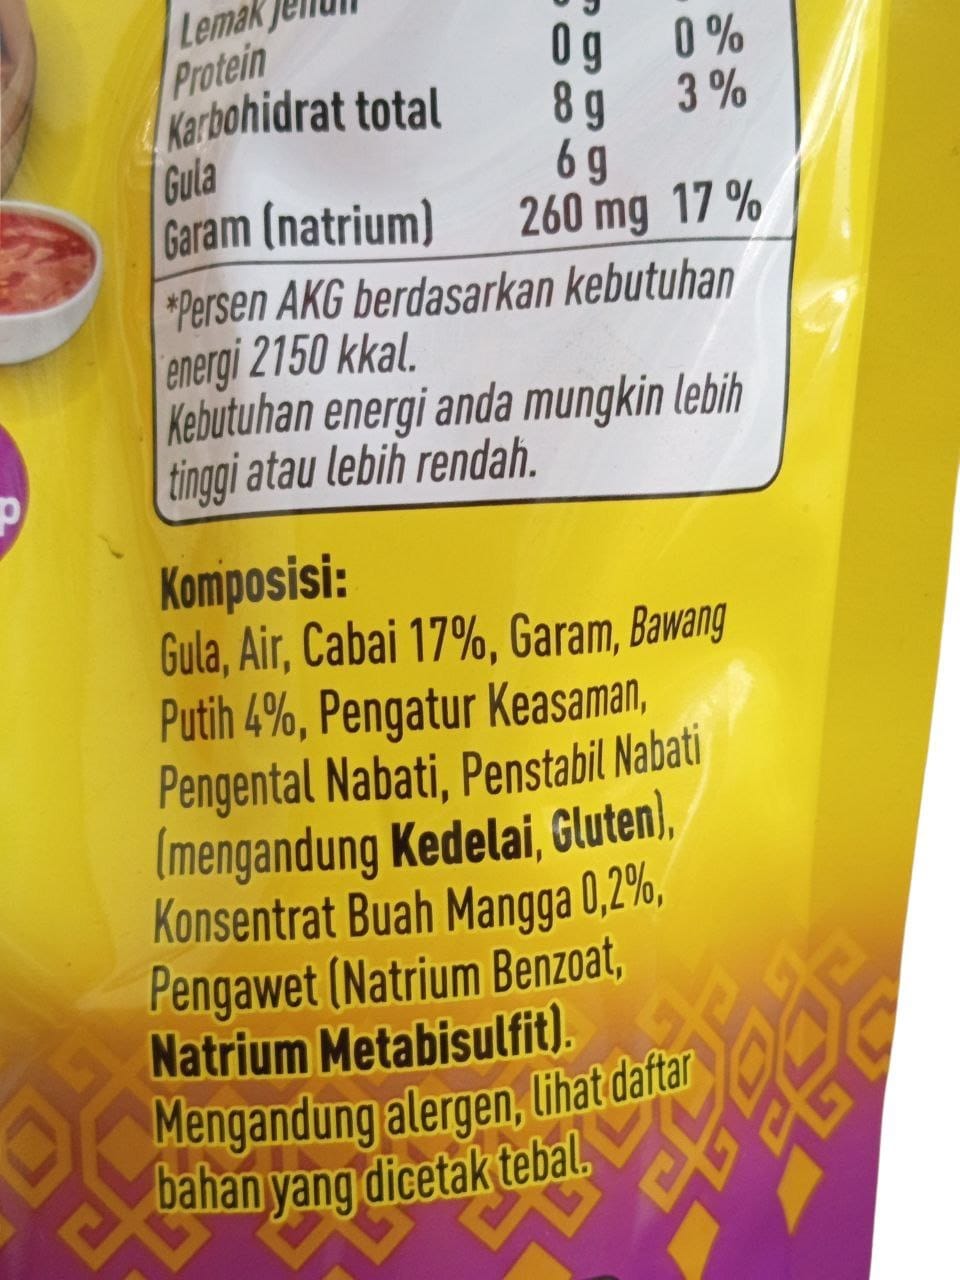 Lemak jenuh
Protein 0 g 0 %
Karbohidrat total 8 g 3 %
Gula 6 g
Garam (natrium) 260 mg 17 %
*Persen AKG berdasarkan kebutuhan
energi 2150 kkal.
Kebutuhan energi anda mungkin lebih
tinggi atau lebih rendah.
Komposisi:
Gula, Air, Cabai 17%, Garam, Bawang
Putih 4%, Pengatur Keasaman,
Pengental Nabati, Penstabil Nabati
(mengandung Kedelai, Gluten),
Konsentrat Buah Mangga 0,2%,
Pengawet (Natrium Benzoat,
Natrium Metabisulfit).
Mengandung alergen, lihat daftar
bahan yang dicetak tebal.